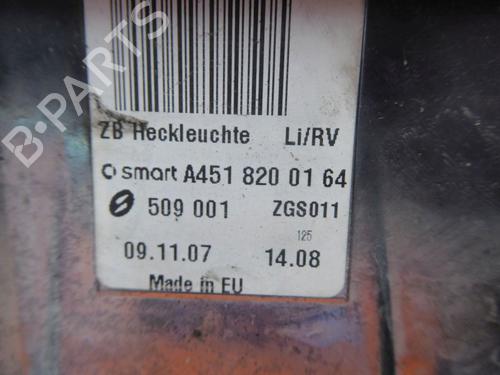 B-PARTS
ZB Heckleuchte Li/RV
smart A451 820 01 64
509 001 ZGS011
125
09.11.07 14.08
Made in EU